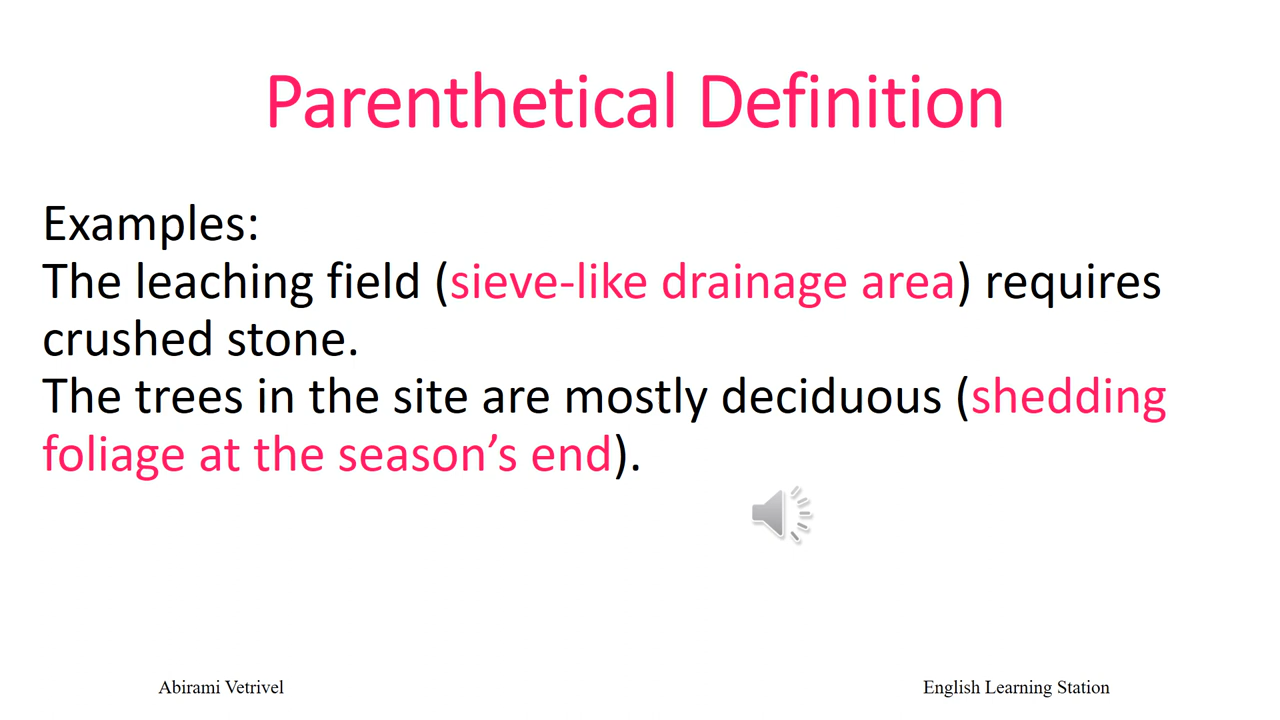 Parenthetical Definition
Examples:
The leaching field (sieve-like drainage area) requires
crushed stone.
The trees in the site are mostly deciduous (shedding
foliage at the season’s end).
Abirami Vetrivel
English Learning Station